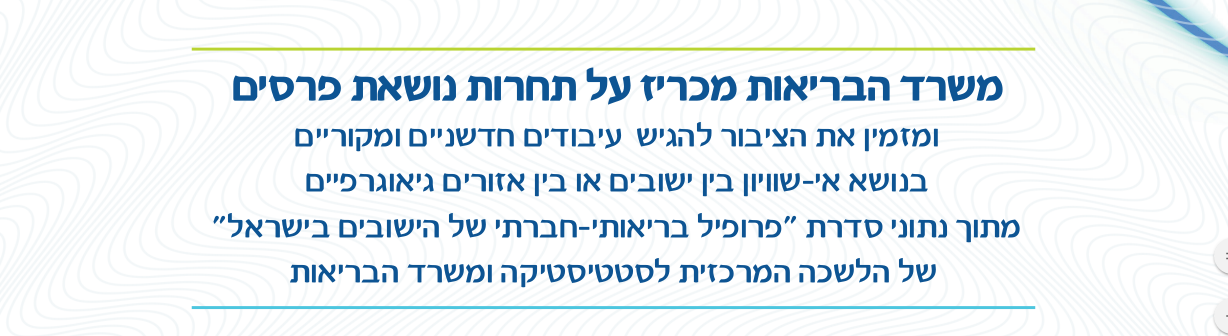 משרד הבריאות מכריז על תחרות נושאת פרסים
ומזמין את הציבור להגיש עיבודים חדשניים ומקוריים
בנושא אי-שוויון בין ישובים או בין אזורים גיאוגרפיים
מתוך נתוני סדרת "פרופיל בריאותי-חברתי של הישובים בישראל"
של הלשכה המרכזית לסטטיסטיקה ומשרד הבריאות